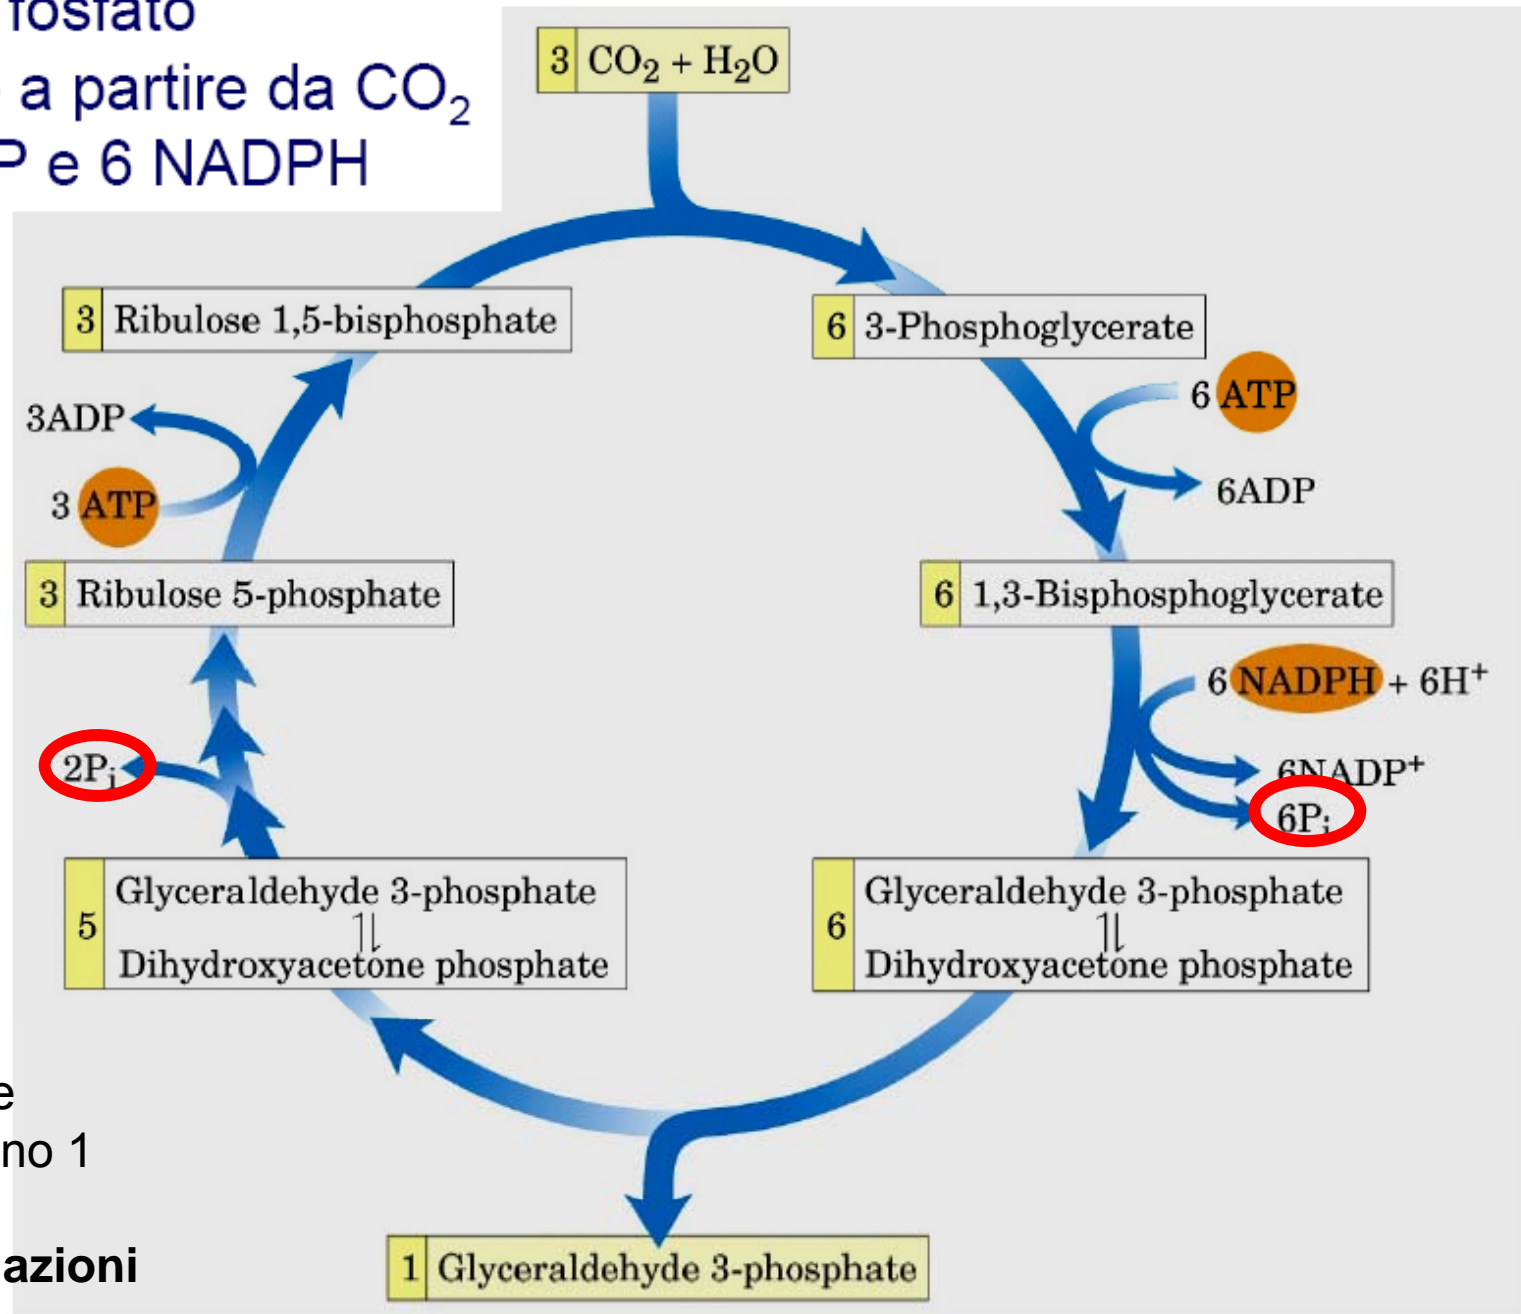 fosfato
a partire da CO₂
P e 6 NADPH
3 CO₂ + H₂O
3 Ribulose 1,5-bisphosphate
6 3-Phosphoglycerate
3ADP
6 ATP
3 ATP
6ADP
3 Ribulose 5-phosphate
6 1,3-Bisphosphoglycerate
6 NADPH + 6H⁺
2Pᵢ
6NADP⁺
6Pᵢ
5 Glyceraldehyde 3-phosphate
⇅
Dihydroxyacetone phosphate
6 Glyceraldehyde 3-phosphate
⇅
Dihydroxyacetone phosphate
e
no 1
azioni
1 Glyceraldehyde 3-phosphate